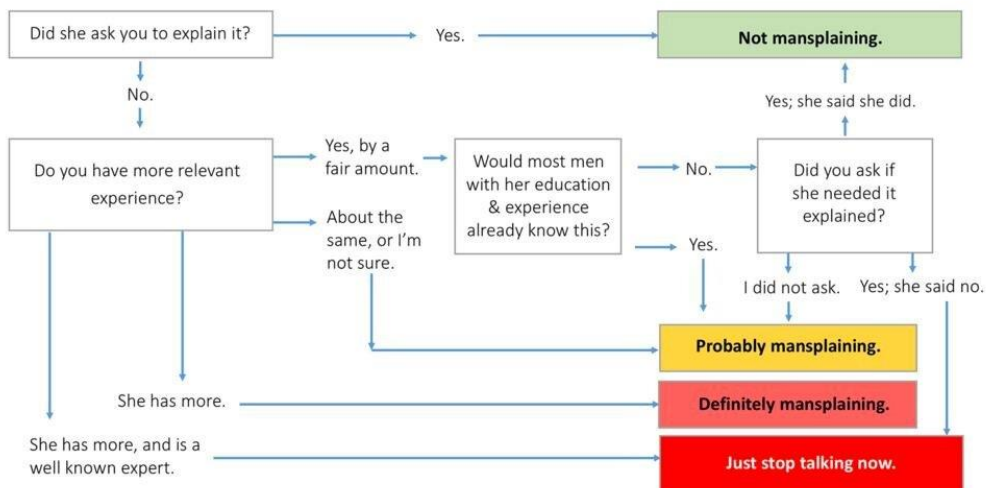 Did she ask you to explain it?
Yes.
Not mansplaining.
No.
Yes; she said she did.
Do you have more relevant
experience?
Yes, by a
fair amount.
About the
same, or I'm
not sure.
Would most men
with her education
& experience
already know this?
No.
Yes.
Did you ask if
she needed it
explained?
I did not ask.
Yes; she said no.
Probably mansplaining.
She has more.
Definitely mansplaining.
She has more, and is a
well known expert.
Just stop talking now.